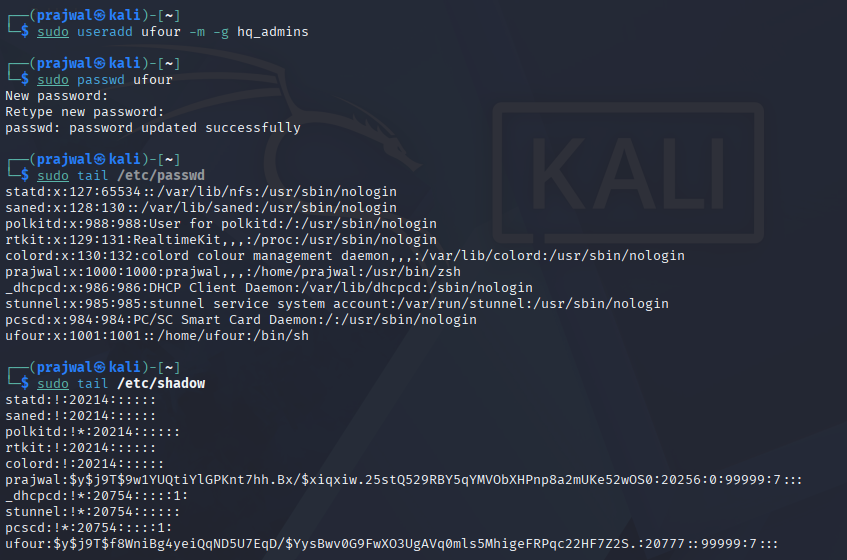 ┌──(prajwal㉿kali)-[~]
└─$ sudo useradd ufour -m -g hq_admins
┌──(prajwal㉿kali)-[~]
└─$ sudo passwd ufour
New password:
Retype new password:
passwd: password updated successfully
┌──(prajwal㉿kali)-[~]
└─$ sudo tail /etc/passwd
statd:x:127:65534::/var/lib/nfs:/usr/sbin/nologin
saned:x:128:130::/var/lib/saned:/usr/sbin/nologin
polkitd:x:988:988:User for polkitd:/:/usr/sbin/nologin
rtkit:x:129:131:RealtimeKit,,,:/proc:/usr/sbin/nologin
colord:x:130:132:colord colour management daemon,,,:/var/lib/colord:/usr/sbin/nologin
prajwal:x:1000:1000:prajwal,,,:/home/prajwal:/usr/bin/zsh
_dhcpcd:x:986:986:DHCP Client Daemon:/var/lib/dhcpcd:/sbin/nologin
stunnel:x:985:985:stunnel service system account:/var/run/stunnel:/usr/sbin/nologin
pcscd:x:984:984:PC/SC Smart Card Daemon:/:/usr/sbin/nologin
ufour:x:1001:1001::/home/ufour:/bin/sh
┌──(prajwal㉿kali)-[~]
└─$ sudo tail /etc/shadow
statd:!:20214::::::
saned:!:20214::::::
polkitd:!*:20214::::::
rtkit:!:20214::::::
colord:!:20214::::::
prajwal:$y$j9T$9w1YUQtiYlGPKnt7hh.Bx/$xiqxiw.25stQ529RBY5qYMVObXHPnp8a2mUKe52wOS0:20256:0:99999:7:::
_dhcpcd:!*:20754:::::1:
stunnel:!*:20754::::::
pcscd:!*:20754:::::1:
ufour:$y$j9T$f8WniBg4yeiQqND5U7EqD/$YysBwv0G9FwXO3UgAVq0mls5MhigeFRPqc22HF7Z2S.:20777::99999:7:::
KALI